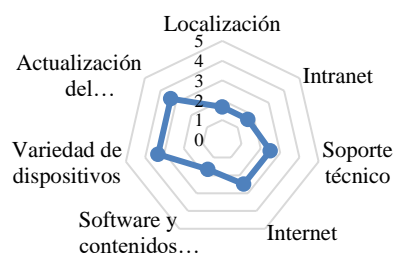 Localización
5
4
3
2
1
0
Intranet
Soporte
técnico
Internet
Software y
contenidos…
Variedad de
dispositivos
Actualización
del…